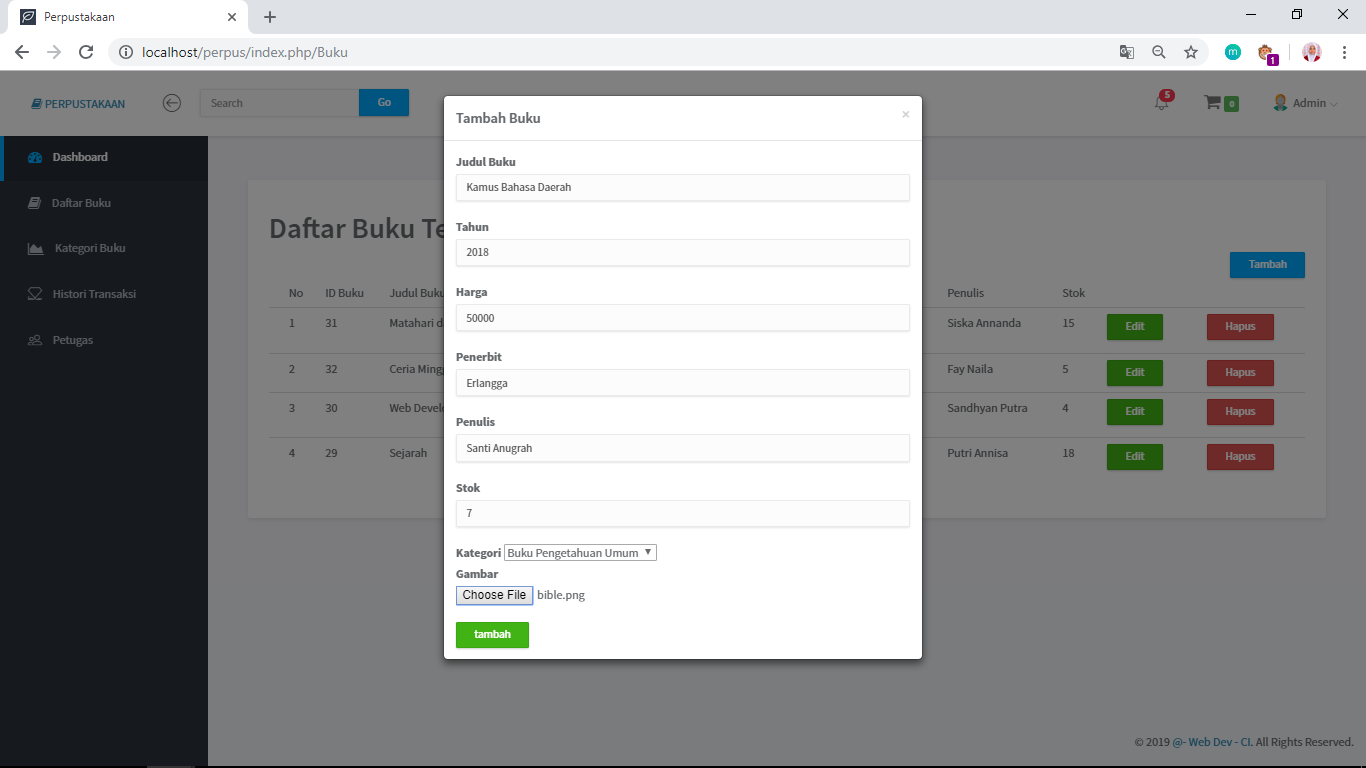 Perpustakaan
localhost/perpus/index.php/Buku
m
1
PERPUSTAKAAN
Search
Go
5
0
Admin
Dashboard
Daftar Buku
Kategori Buku
Histori Transaksi
Petugas
Daftar Buku
Tambah
No ID Buku Judul Buku Penulis Stok
1 31 Matahari Siska Annanda 15 Edit Hapus
2 32 Ceria Fay Naila 5 Edit Hapus
3 30 Web Sandhyan Putra 4 Edit Hapus
4 29 Sejarah Putri Annisa 18 Edit Hapus
Tambah Buku
×
Judul Buku
Kamus Bahasa Daerah
Tahun
2018
Harga
50000
Penerbit
Erlangga
Penulis
Santi Anugrah
Stok
7
Kategori Buku Pengetahuan Umum
Gambar
Choose File bible.png
tambah
© 2019 @- Web Dev - CI. All Rights Reserved.